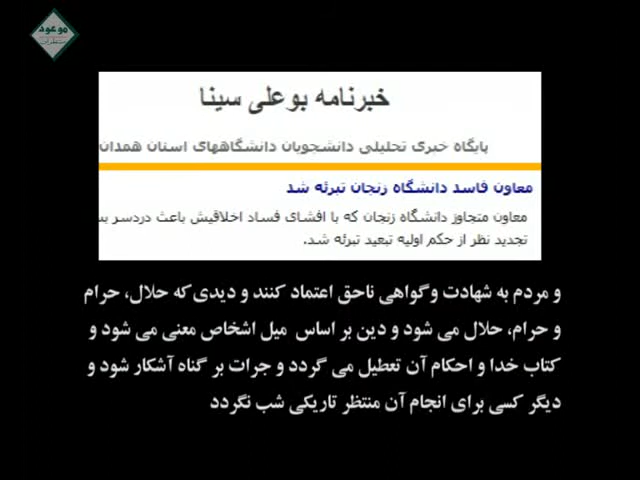 موعود
خبرنامه بوعلی سینا
پایگاه خبری تحلیلی دانشجویان دانشگاههای استان همدان
معاون فاسد دانشگاه زنجان تبرئه شد
معاون متجاوز دانشگاه زنجان که با افشای فساد اخلاقیش باعث دردسر
تجدید نظر از حکم اولیه تبعید تبرئه شد.
و مردم به شهادت و گواهی ناحق اعتماد کنند و دیدی که حلال، حرام
و حرام، حلال می شود و دین بر اساس میل اشخاص معنی می شود و
کتاب خدا و احکام آن تعطیل می گردد و جرات بر گناه آشکار شود و
دیگر کسی برای انجام آن منتظر تاریکی شب نگردد